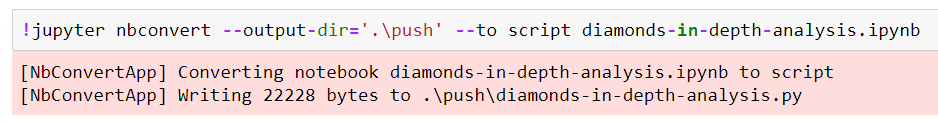 !jupyter nbconvert --output-dir='.\push' --to script diamonds-in-depth-analysis.ipynb
[NbConvertApp] Converting notebook diamonds-in-depth-analysis.ipynb to script
[NbConvertApp] Writing 22228 bytes to .\push\diamonds-in-depth-analysis.py